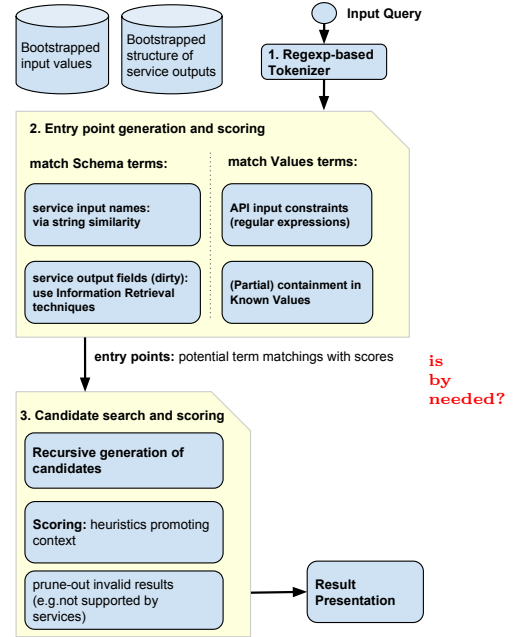 Bootstrapped
input values
Bootstrapped
structure of
service outputs
Input Query
1. Regexp-based
Tokenizer
2. Entry point generation and scoring
match Schema terms:
match Values terms:
service input names:
via string similarity
API input constraints
(regular expressions)
service output fields (dirty):
use Information Retrieval
techniques
(Partial) containment in
Known Values
entry points: potential term matchings with scores
is
by
needed?
3. Candidate search and scoring
Recursive generation of
candidates
Scoring: heuristics promoting
context
prune-out invalid results
(e.g.not supported by
services)
Result
Presentation